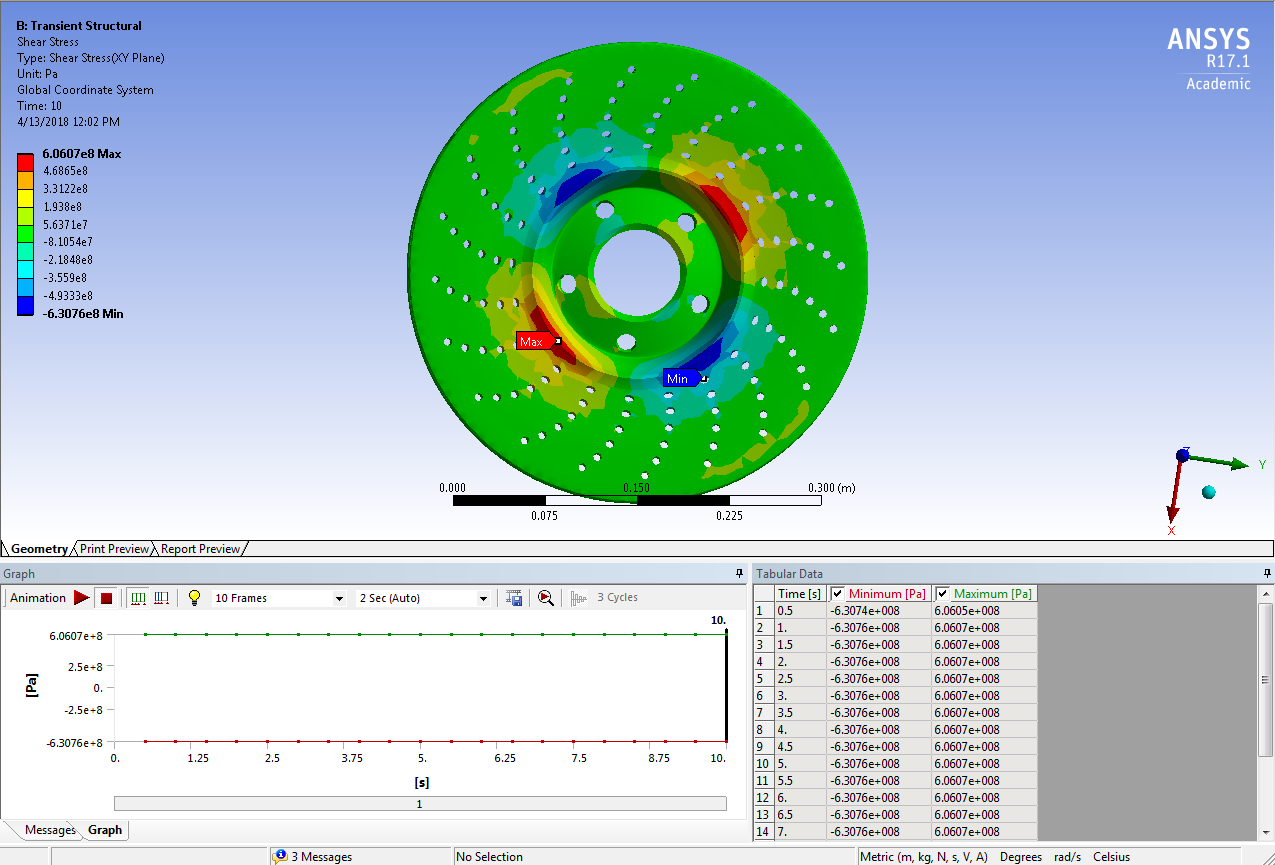 B: Transient Structural
Shear Stress
Type: Shear Stress(XY Plane)
Unit: Pa
Global Coordinate System
Time: 10
4/13/2018 12:02 PM
6.0607e8 Max
4.6865e8
3.3122e8
1.938e8
5.6371e7
-8.1054e7
-2.1848e8
-3.559e8
-4.9333e8
-6.3076e8 Min
ANSYS
R17.1
Academic
Max
Min
0.000 0.150 0.300 (m)
0.075 0.225
Z
Y
X
Geometry Print Preview Report Preview
Graph
Animation 10 Frames 2 Sec (Auto) 3 Cycles
10.
6.0607e+8
2.5e+8
0.
-2.5e+8
-6.3076e+8
[Pa]
0. 1.25 2.5 3.75 5. 6.25 7.5 8.75 10.
[s]
1
Messages Graph
Tabular Data
Time [s] Minimum [Pa] Maximum [Pa]
1 0.5 -6.3074e+008 6.0605e+008
2 1. -6.3076e+008 6.0607e+008
3 1.5 -6.3076e+008 6.0607e+008
4 2. -6.3076e+008 6.0607e+008
5 2.5 -6.3076e+008 6.0607e+008
6 3. -6.3076e+008 6.0607e+008
7 3.5 -6.3076e+008 6.0607e+008
8 4. -6.3076e+008 6.0607e+008
9 4.5 -6.3076e+008 6.0607e+008
10 5. -6.3076e+008 6.0607e+008
11 5.5 -6.3076e+008 6.0607e+008
12 6. -6.3076e+008 6.0607e+008
13 6.5 -6.3076e+008 6.0607e+008
14 7. -6.3076e+008 6.0607e+008
3 Messages No Selection Metric (m, kg, N, s, V, A) Degrees rad/s Celsius